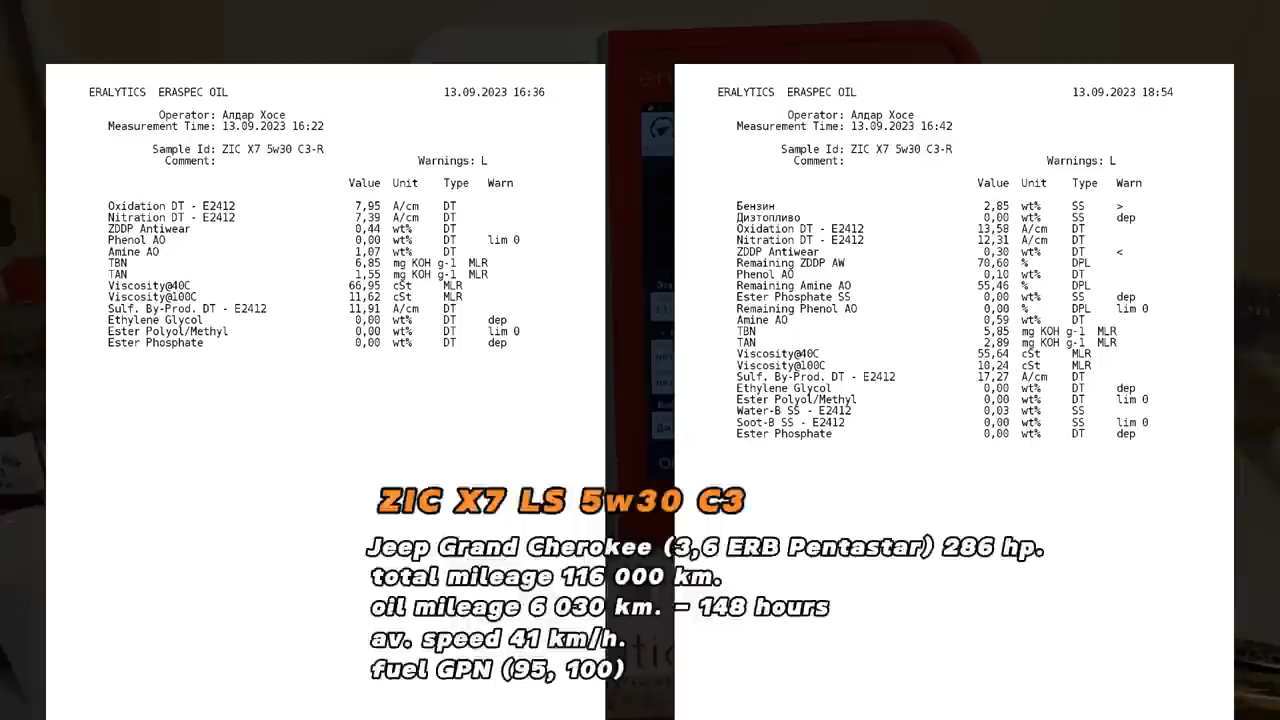 ERALYTICS ERASPEC OIL 13.09.2023 16:36
Operator: Алдар Хосе
Measurement Time: 13.09.2023 16:22
Sample Id: ZIC X7 5w30 C3-R
Comment: Warnings: L
Value Unit Type Warn
Oxidation DT - E2412 7,95 A/cm DT
Nitration DT - E2412 7,39 A/cm DT
ZDDP Antiwear 0,44 wt% DT
Phenol AO 0,00 wt% DT lim 0
Amine AO 1,07 wt% DT
TBN 6,85 mg KOH g-1 MLR
TAN 1,55 mg KOH g-1 MLR
Viscosity@40C 66,95 cSt MLR
Viscosity@100C 11,62 cSt MLR
Sulf. By-Prod. DT - E2412 11,91 A/cm DT
Ethylene Glycol 0,00 wt% DT dep
Ester Polyol/Methyl 0,00 wt% DT lim 0
Ester Phosphate 0,00 wt% DT dep
ERALYTICS ERASPEC OIL 13.09.2023 18:54
Operator: Алдар Хосе
Measurement Time: 13.09.2023 16:42
Sample Id: ZIC X7 5w30 C3-R
Comment: Warnings: L
Value Unit Type Warn
Бензин 2,85 wt% SS >
Дизтопливо 0,00 wt% SS dep
Oxidation DT - E2412 13,58 A/cm DT
Nitration DT - E2412 12,31 A/cm DT
ZDDP Antiwear 0,30 wt% DT <
Remaining ZDDP AW 70,60 % DPL
Phenol AO 0,10 wt% DT
Remaining Amine AO 55,46 % DPL
Ester Phosphate SS 0,00 wt% SS dep
Remaining Phenol AO 0,00 % DPL lim 0
Amine AO 0,59 wt% DT
TBN 5,85 mg KOH g-1 MLR
TAN 2,89 mg KOH g-1 MLR
Viscosity@40C 55,64 cSt MLR
Viscosity@100C 10,24 cSt MLR
Sulf. By-Prod. DT - E2412 17,27 A/cm DT
Ethylene Glycol 0,00 wt% DT dep
Ester Polyol/Methyl 0,00 wt% DT lim 0
Water-B SS - E2412 0,03 wt% SS
Soot-B SS - E2412 0,00 wt% SS lim 0
Ester Phosphate 0,00 wt% DT dep
ZIC X7 LS 5w30 C3
Jeep Grand Cherokee (3,6 ERB Pentastar) 286 hp.
total mileage 116 000 km.
oil mileage 6 030 km. - 148 hours
av. speed 41 km/h.
fuel GPN (95, 100)